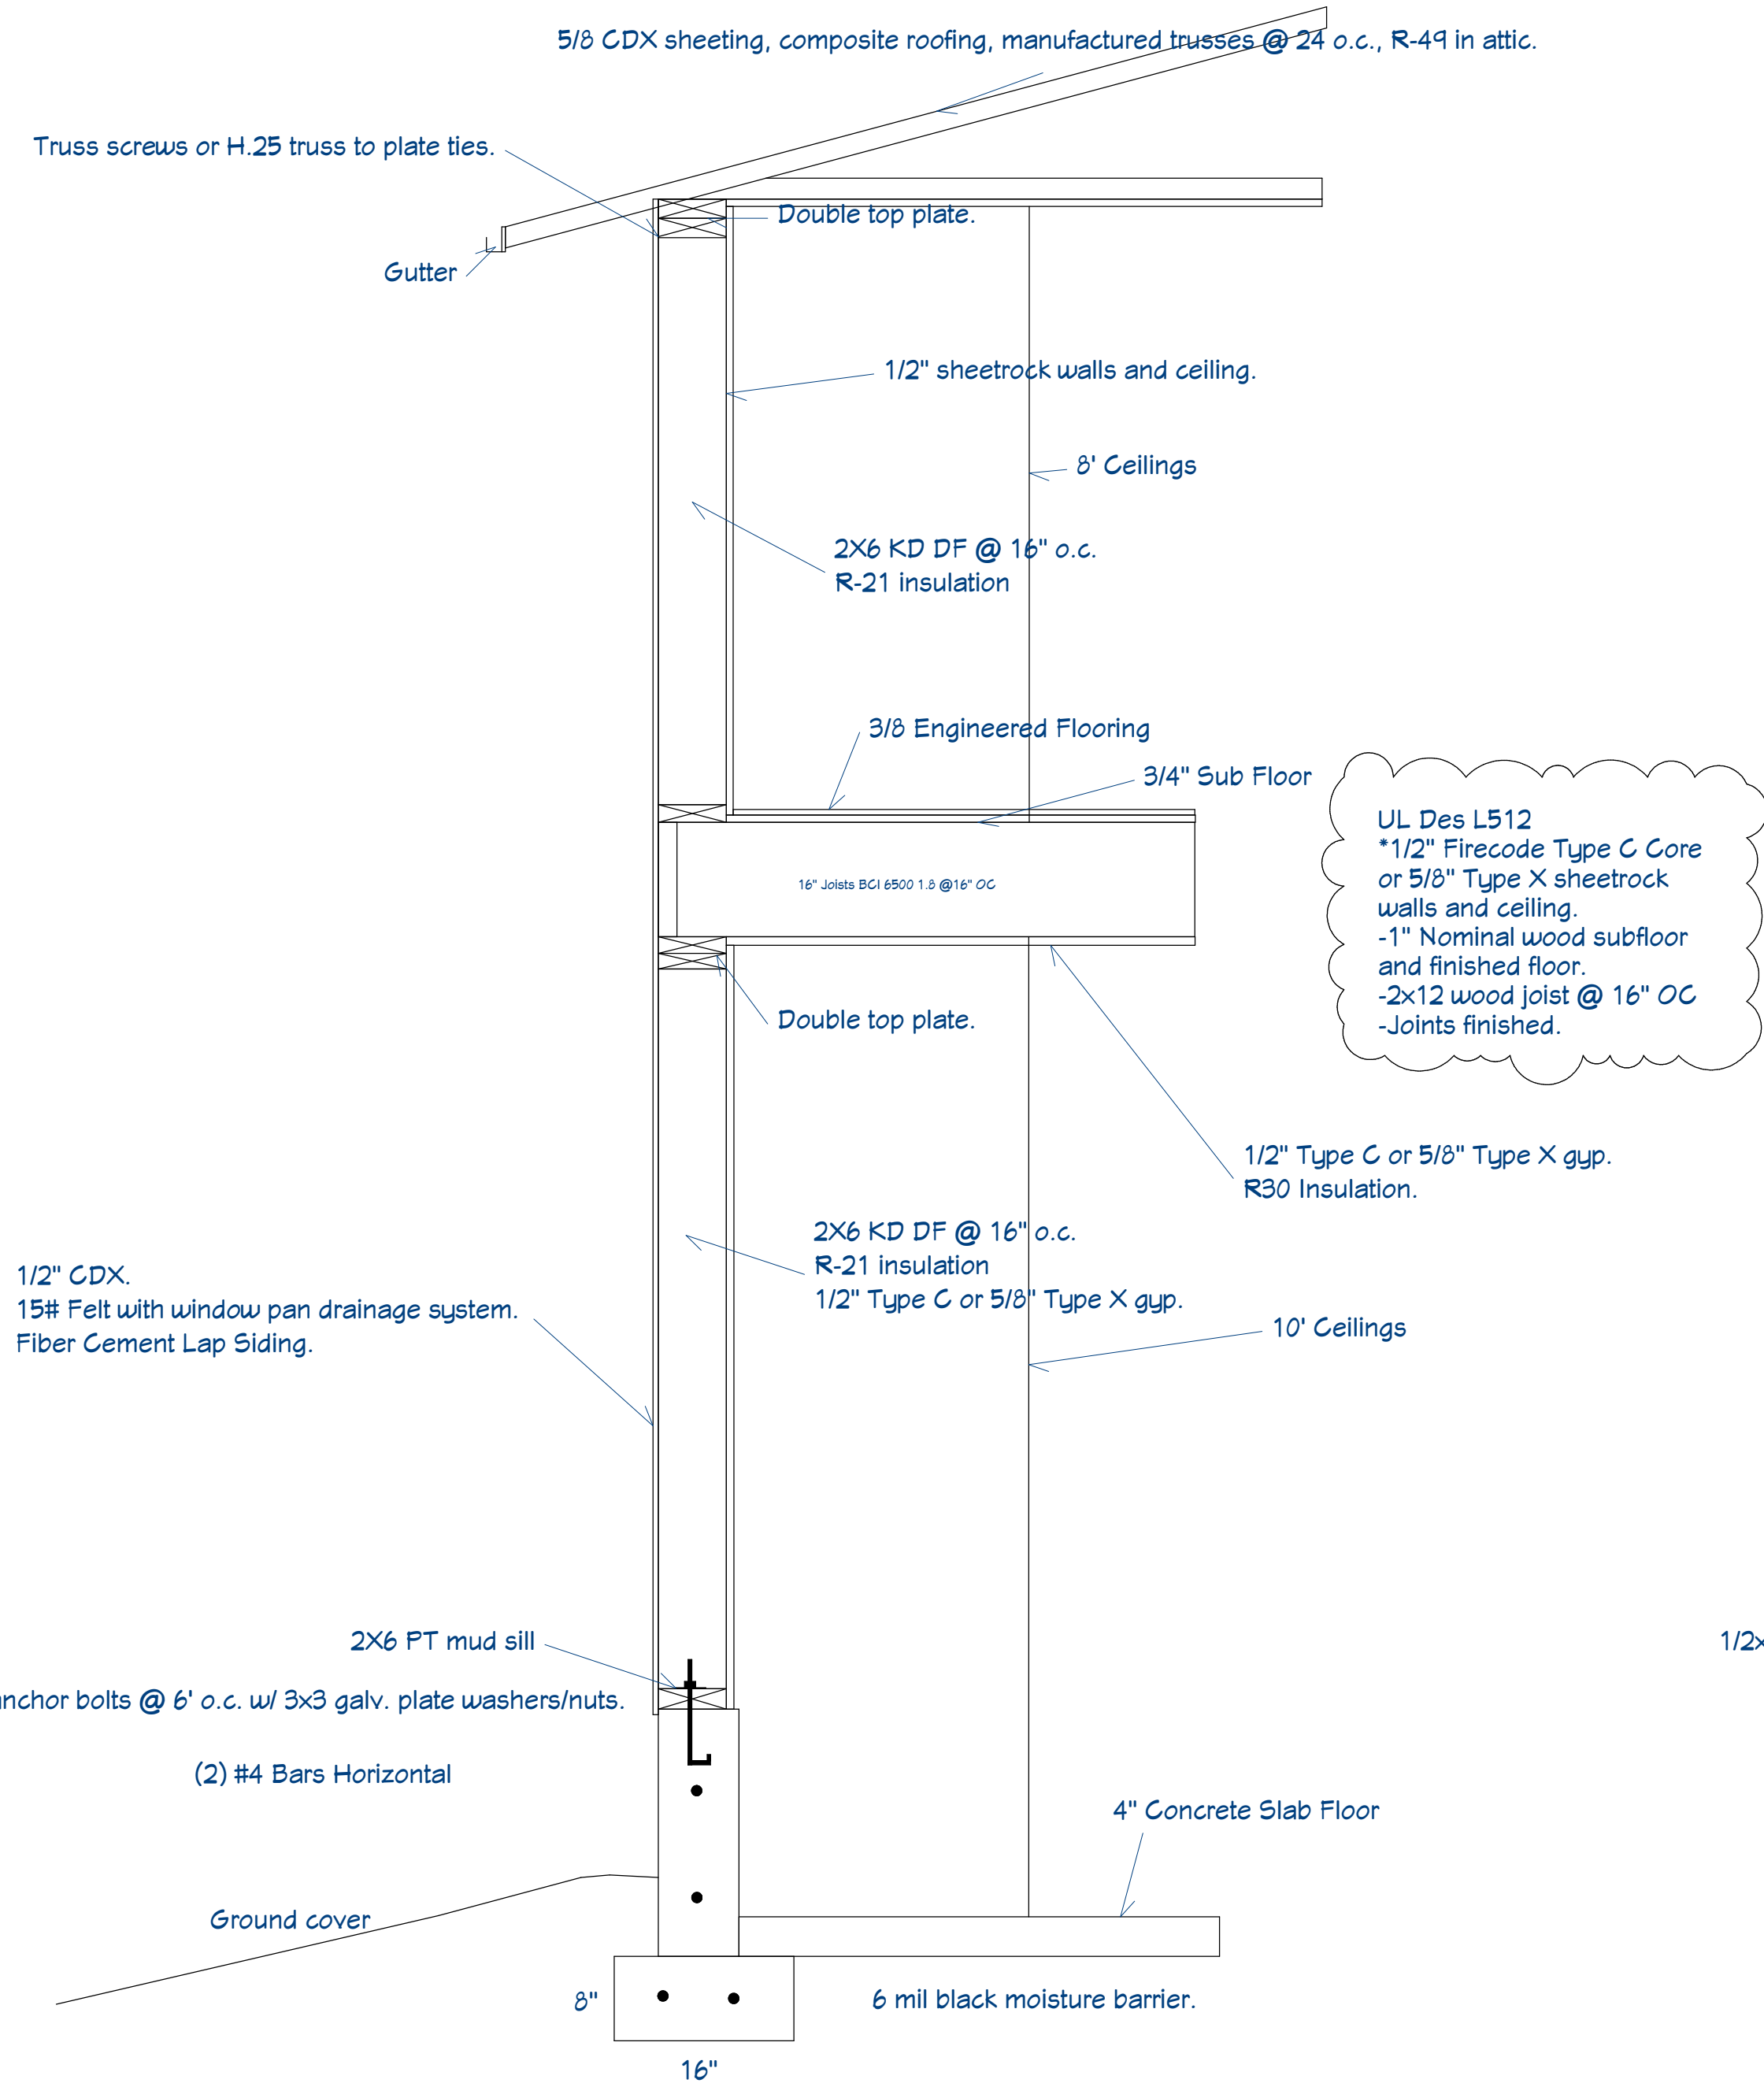 5/8 CDX sheeting, composite roofing, manufactured trusses @ 24 o.c., R-49 in attic.
Truss screws or H.25 truss to plate ties.
Double top plate.
Gutter
1/2" sheetrock walls and ceiling.
8' Ceilings
2X6 KD DF @ 16" o.c.
R-21 insulation
3/8 Engineered Flooring
3/4" Sub Floor
UL Des L512
*1/2" Firecode Type C Core
or 5/8" Type X sheetrock
walls and ceiling.
-1" Nominal wood subfloor
and finished floor.
-2x12 wood joist @ 16" OC
-Joints finished.
16" Joists BCI 6500 1.8 @16" OC
Double top plate.
1/2" Type C or 5/8" Type X gyp.
R30 Insulation.
2X6 KD DF @ 16" o.c.
R-21 insulation
1/2" Type C or 5/8" Type X gyp.
1/2" CDX.
15# Felt with window pan drainage system.
Fiber Cement Lap Siding.
10' Ceilings
2X6 PT mud sill
bolts @ 6' o.c. w/ 3x3 galv. plate washers/nuts.
(2) #4 Bars Horizontal
4" Concrete Slab Floor
Ground cover
8"
6 mil black moisture barrier.
16"